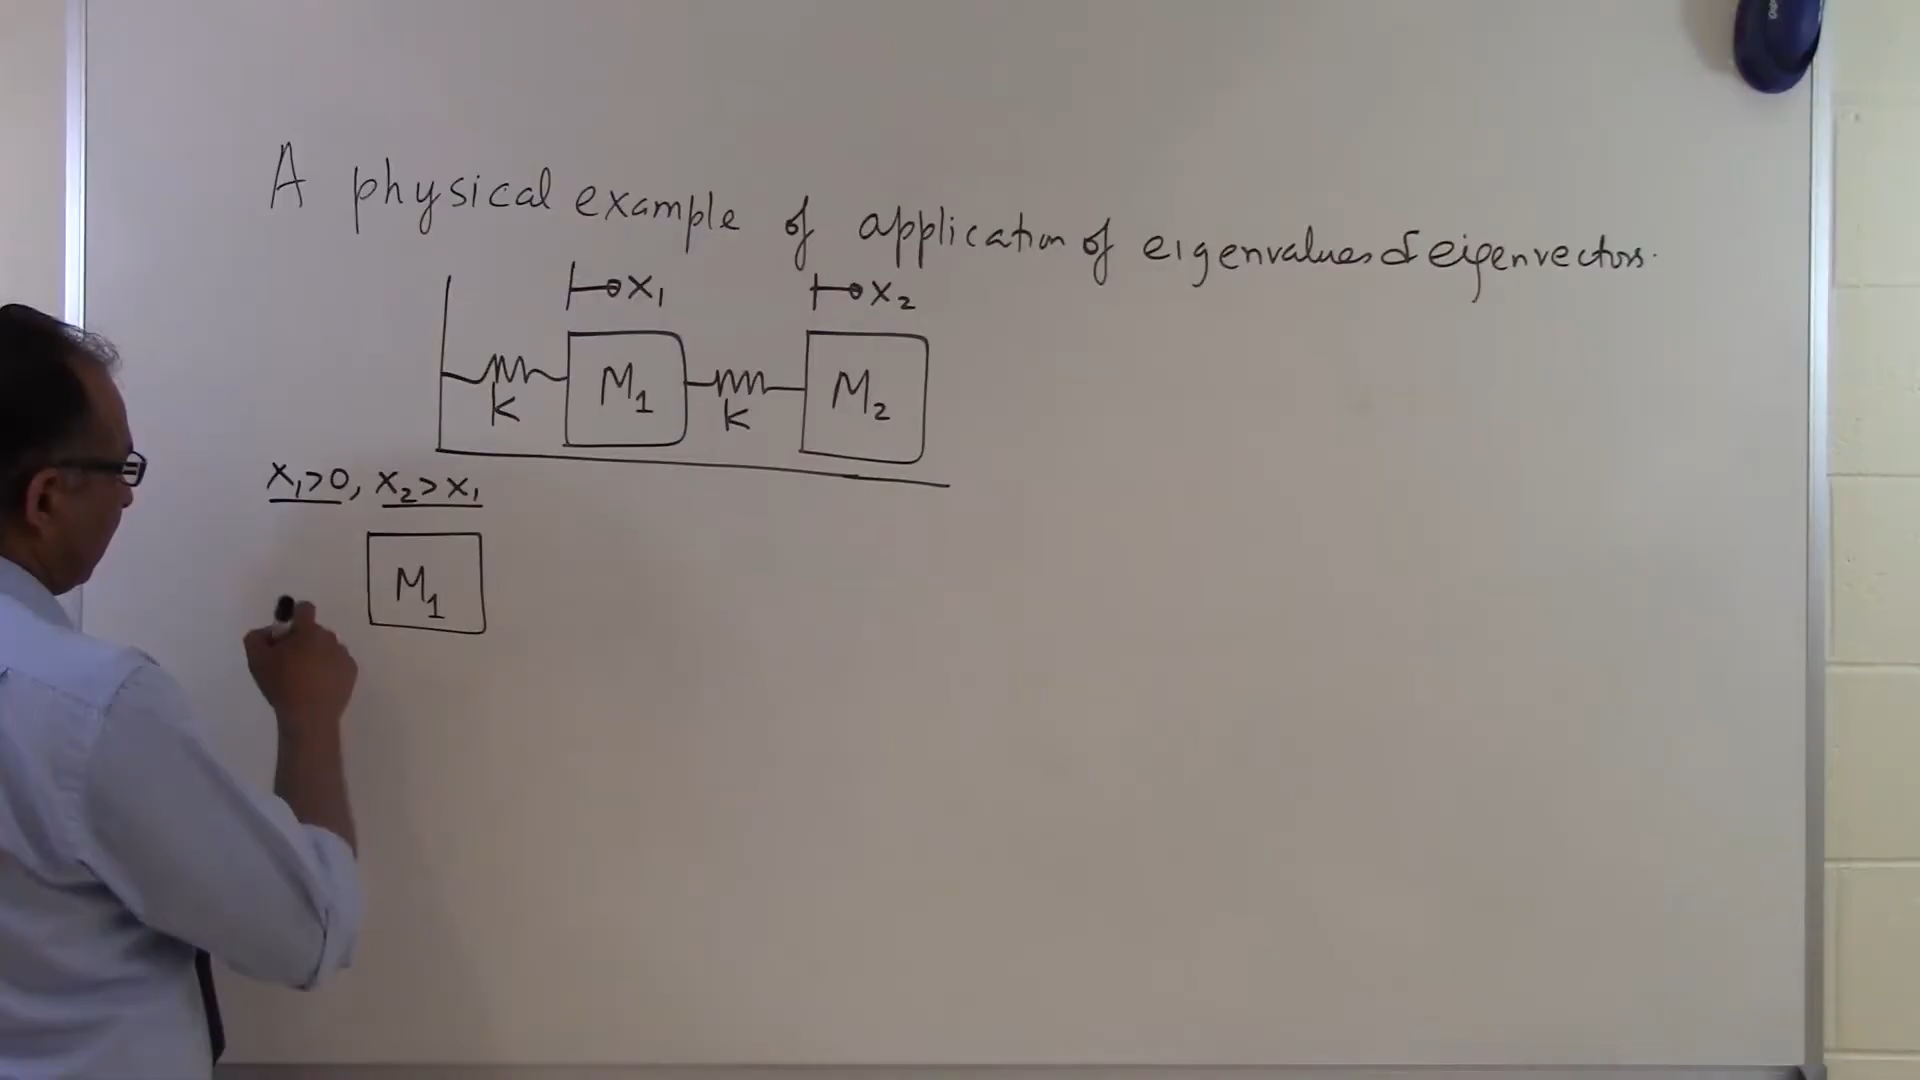 A physical example of application of eigenvalues & eigenvectors.
x₁ x₂
M₁ M₂
K K
x₁>0, x₂>x₁
M₁